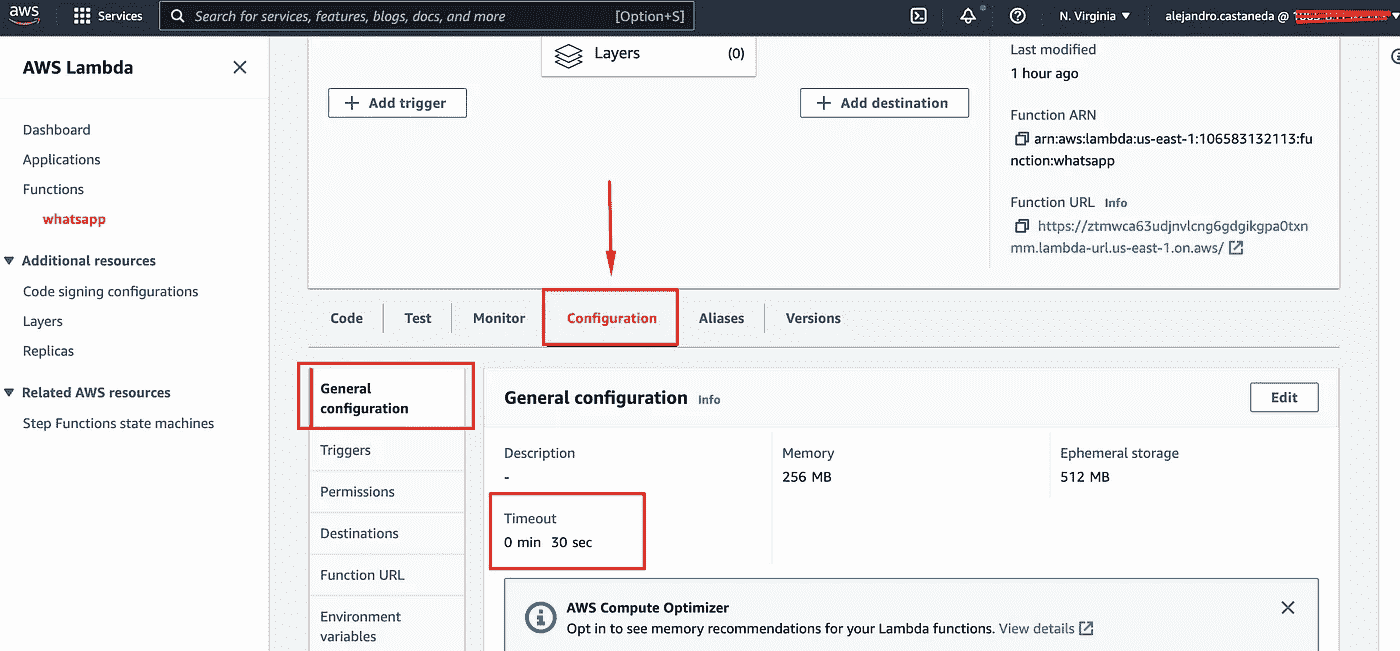 aws
Services
Search for services, features, blogs, docs, and more [Option+S]
N. Virginia
alejandro.castaneda @
AWS Lambda
Dashboard
Applications
Functions
whatsapp
Additional resources
Code signing configurations
Layers
Replicas
Related AWS resources
Step Functions state machines
Layers (0)
Add trigger
Add destination
Last modified
1 hour ago
Function ARN
arn:aws:lambda:us-east-1:106583132113:fu
nction:whatsapp
Function URL Info
https://ztmwca63udjnvlcng6gdgikgpa0txn
mm.lambda-url.us-east-1.on.aws/
Code Test Monitor Configuration Aliases Versions
General
configuration
Triggers
Permissions
Destinations
Function URL
Environment
variables
General configuration Info
Edit
Description
-
Memory
256 MB
Ephemeral storage
512 MB
Timeout
0 min 30 sec
AWS Compute Optimizer
Opt in to see memory recommendations for your Lambda functions. View details